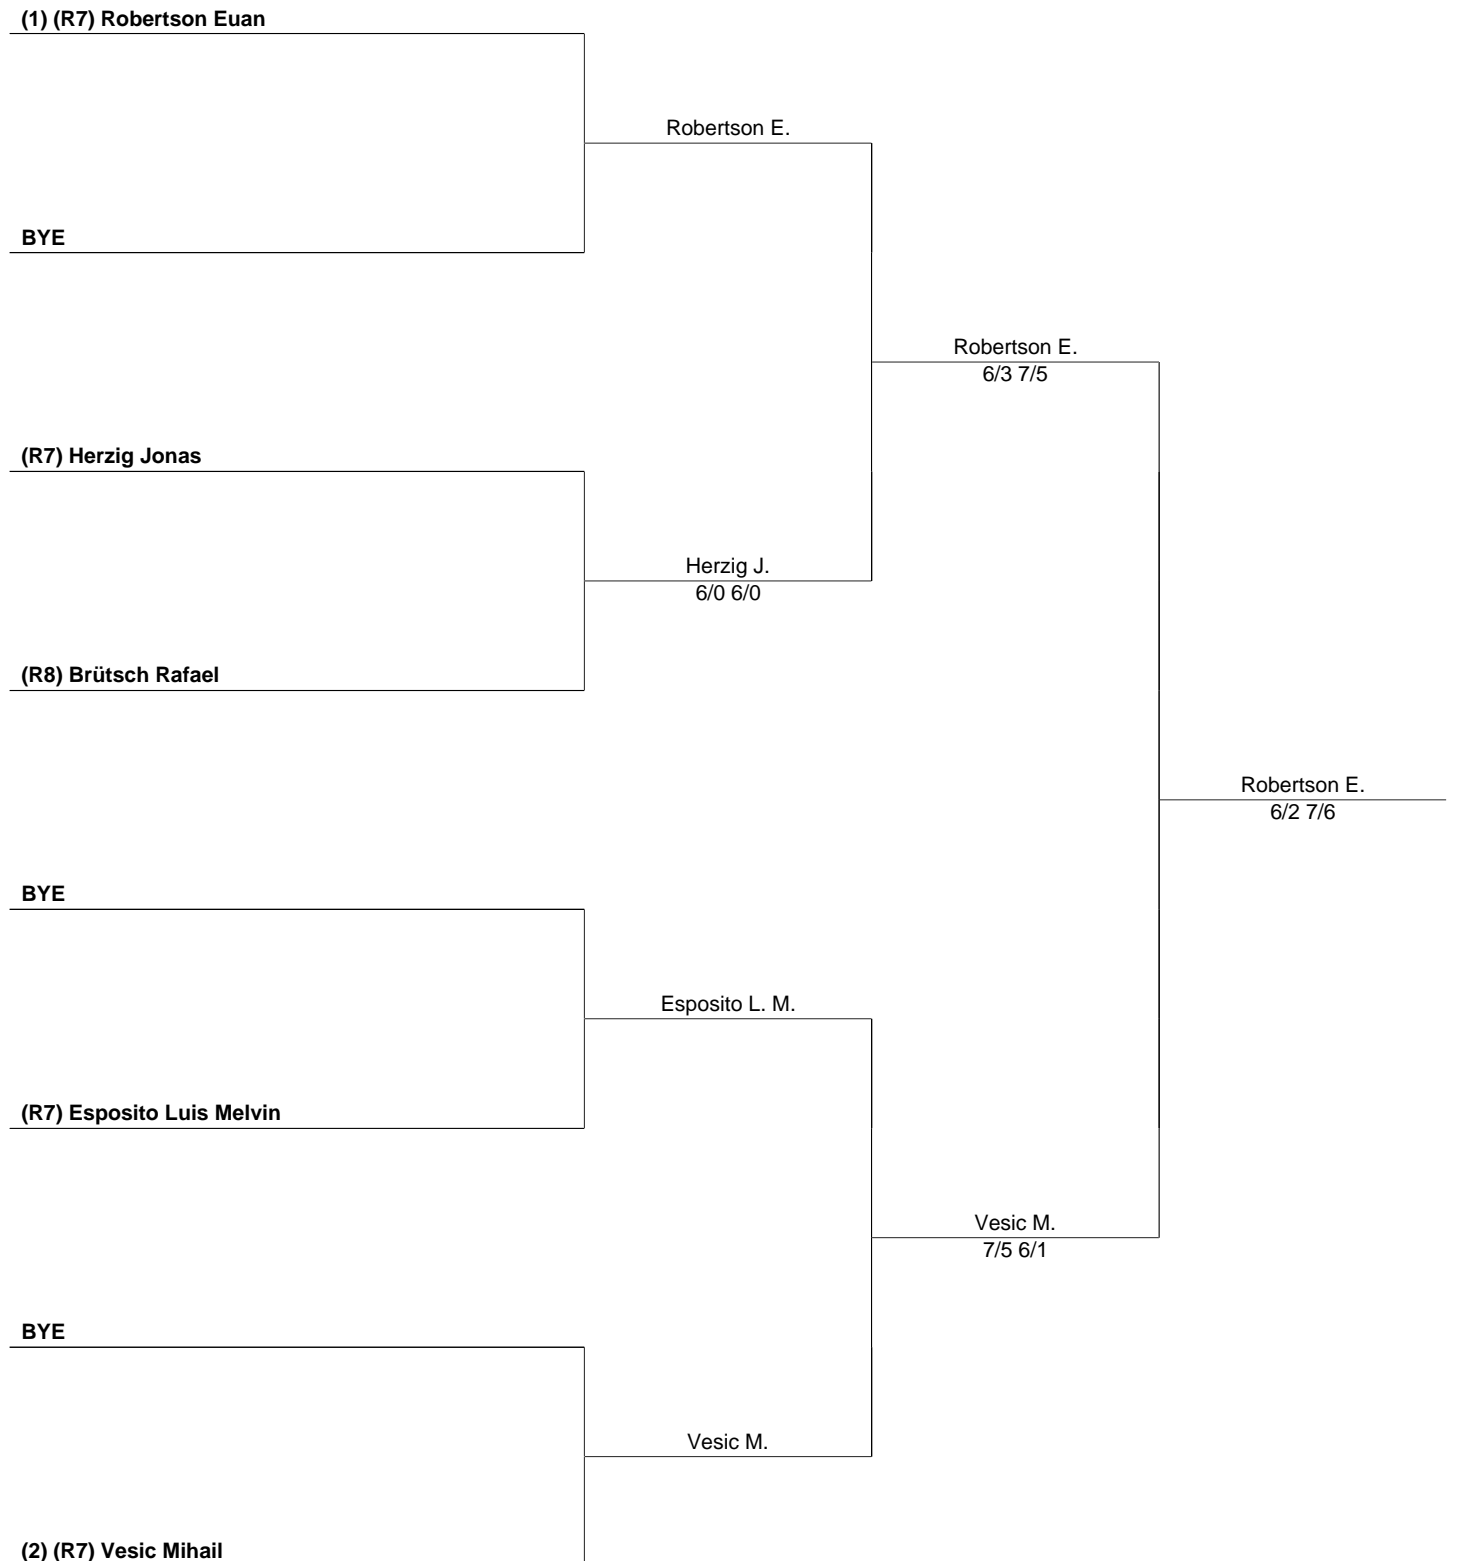 (1) (R7) Robertson Euan
Robertson E.
BYE
Robertson E.
6/3 7/5
(R7) Herzig Jonas
Herzig J.
6/0 6/0
(R8) Brütsch Rafael
Robertson E.
6/2 7/6
BYE
Esposito L. M.
(R7) Esposito Luis Melvin
Vesic M.
7/5 6/1
BYE
Vesic M.
(2) (R7) Vesic Mihail